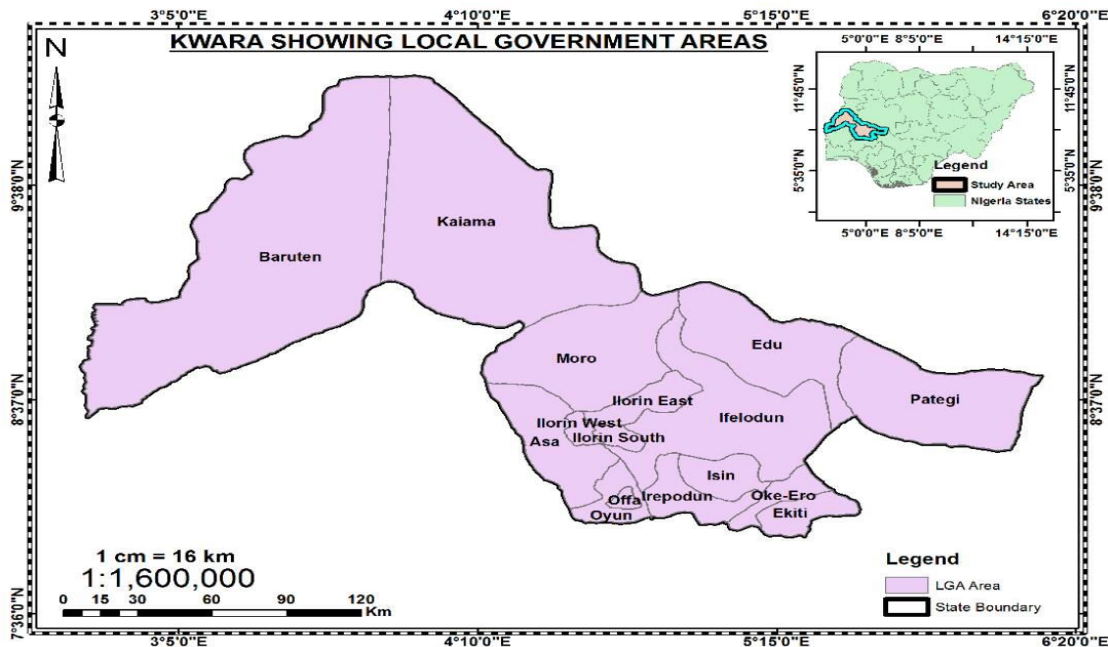 3°5'0"E 4°10'0"E 5°15'0"E 6°20'0"E
N
KWARA SHOWING LOCAL GOVERNMENT AREAS
5°0'0"E 8°5'0"E 14°15'0"E
11°45'0"N 11°45'0"N
5°35'0"N 5°35'0"N
Legend
Study Area
Nigeria States
5°0'0"E 8°5'0"E 14°15'0"E
9°38'0"N 9°38'0"N
Kaiama
Baruten
Edu
Moro
8°37'0"N 8°37'0"N
Ilorin East
Pategi
Ifelodun
Ilorin West
Ilorin South
Asa
Isin
Offa
Irepodun
Oke-Ero
Oyun
Ekiti
1 cm = 16 km
1:1,600,000
0 15 30 60 90 120
Km
Legend
LGA Area
State Boundary
7°36'0"N 7°36'0"N
3°5'0"E 4°10'0"E 5°15'0"E 6°20'0"E